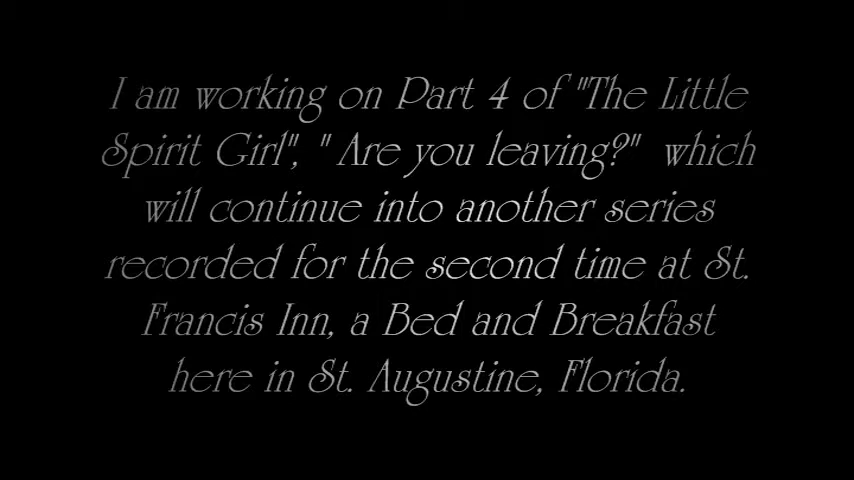 I am working on Part 4 of "The Little
Spirit Girl", " Are you leaving?"  which
will continue into another series
recorded for the second time at St.
Francis Inn, a Bed and Breakfast
here in St. Augustine, Florida.